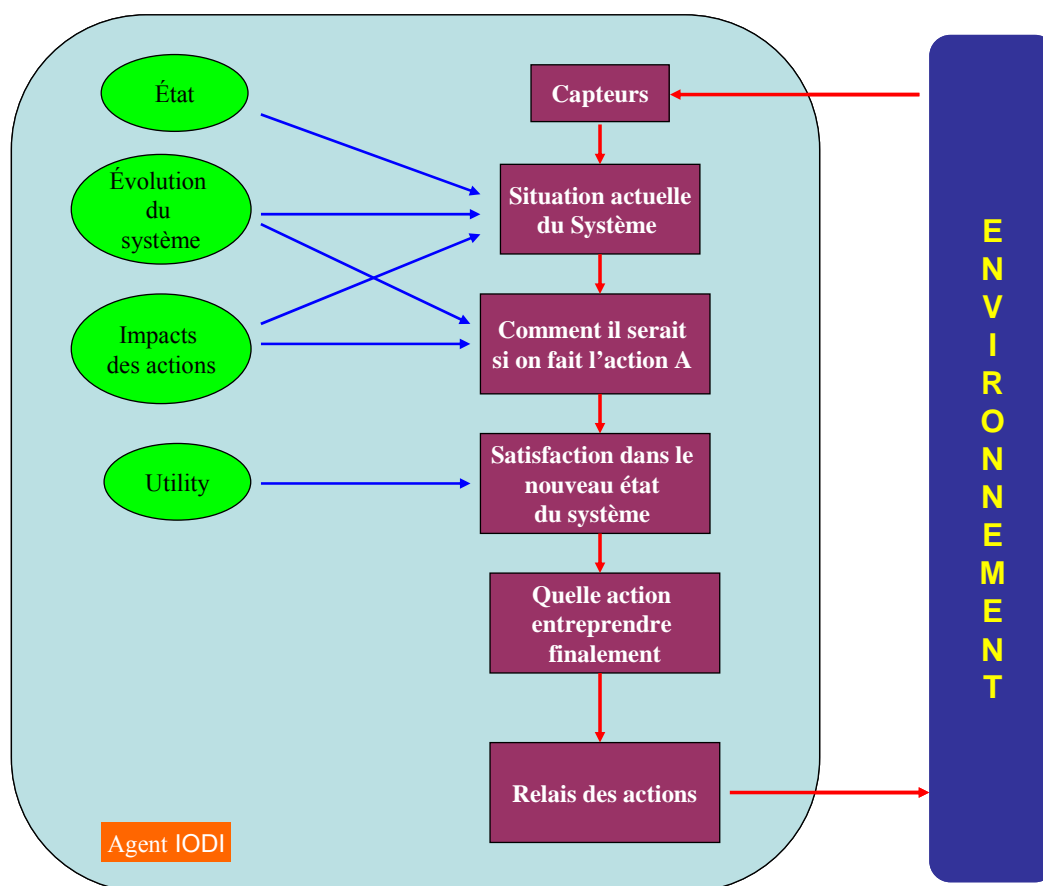 État
Évolution
du
système
Impacts
des actions
Utility
Capteurs
Situation actuelle
du Système
Comment il serait
si on fait l’action A
Satisfaction dans le
nouveau état
du système
Quelle action
entreprendre
finalement
Relais des actions
Agent IODI
E
N
V
I
R
O
N
N
E
M
E
N
T